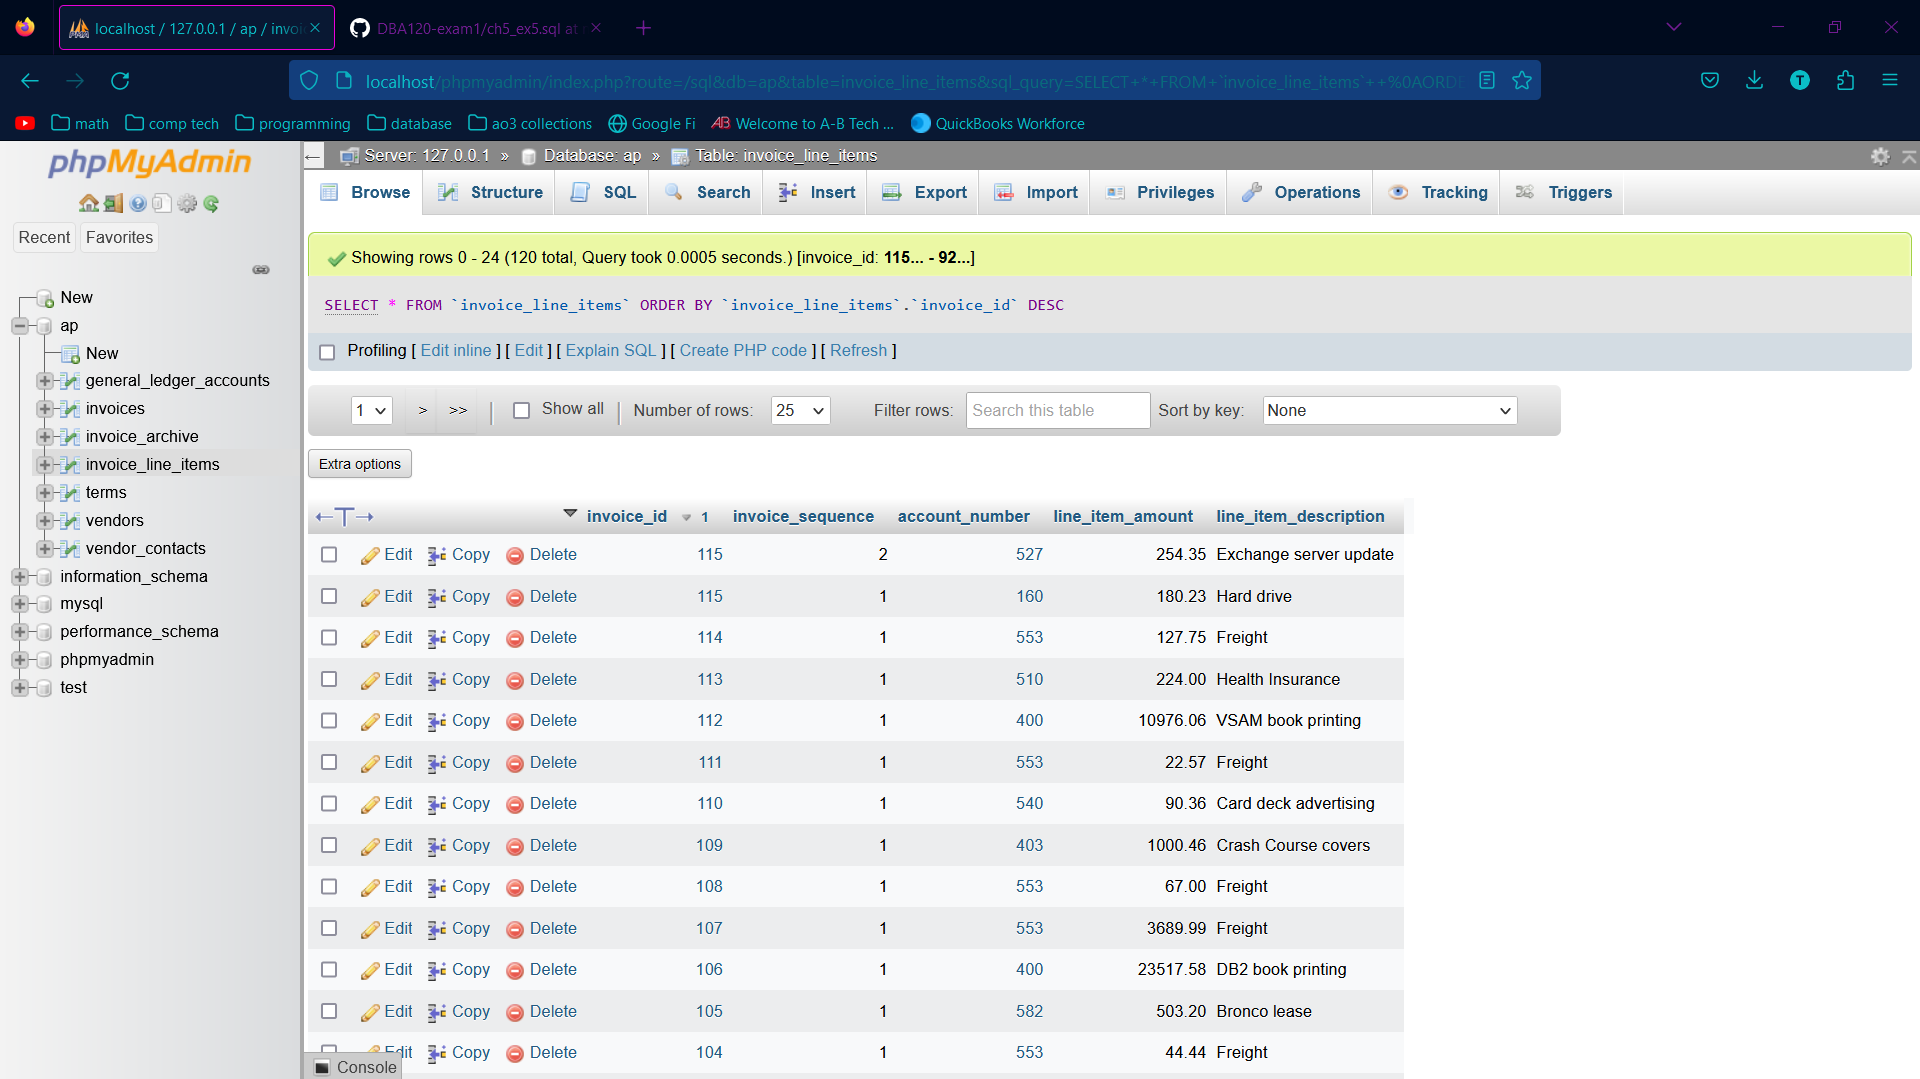 localhost / 127.0.0.1 / ap / invoi
DBA120-exam1/ch5_ex5.sql at
localhost/phpmyadmin/index.php?route=/sql&db=ap&table=invoice_line_items&sql_query=SELECT+*+FROM+`invoice_line_items`++%0AORDE
math
comp tech
programming
database
ao3 collections
Google Fi
AB Welcome to A-B Tech ...
QuickBooks Workforce
phpMyAdmin
Recent
Favorites
New
ap
New
general_ledger_accounts
invoices
invoice_archive
invoice_line_items
terms
vendors
vendor_contacts
information_schema
mysql
performance_schema
phpmyadmin
test
Server: 127.0.0.1 » Database: ap » Table: invoice_line_items
Browse Structure SQL Search Insert Export Import Privileges Operations Tracking Triggers
Showing rows 0 - 24 (120 total, Query took 0.0005 seconds.) [invoice_id: 115... - 92...]
SELECT * FROM `invoice_line_items` ORDER BY `invoice_line_items`.`invoice_id` DESC
Profiling [ Edit inline ] [ Edit ] [ Explain SQL ] [ Create PHP code ] [ Refresh ]
1 > >> Show all Number of rows: 25 Filter rows: Search this table Sort by key: None
Extra options
←T→ invoice_id 1 invoice_sequence account_number line_item_amount line_item_description
Edit Copy Delete 115 2 527 254.35 Exchange server update
Edit Copy Delete 115 1 160 180.23 Hard drive
Edit Copy Delete 114 1 553 127.75 Freight
Edit Copy Delete 113 1 510 224.00 Health Insurance
Edit Copy Delete 112 1 400 10976.06 VSAM book printing
Edit Copy Delete 111 1 553 22.57 Freight
Edit Copy Delete 110 1 540 90.36 Card deck advertising
Edit Copy Delete 109 1 403 1000.46 Crash Course covers
Edit Copy Delete 108 1 553 67.00 Freight
Edit Copy Delete 107 1 553 3689.99 Freight
Edit Copy Delete 106 1 400 23517.58 DB2 book printing
Edit Copy Delete 105 1 582 503.20 Bronco lease
Edit Copy Delete 104 1 553 44.44 Freight
Console